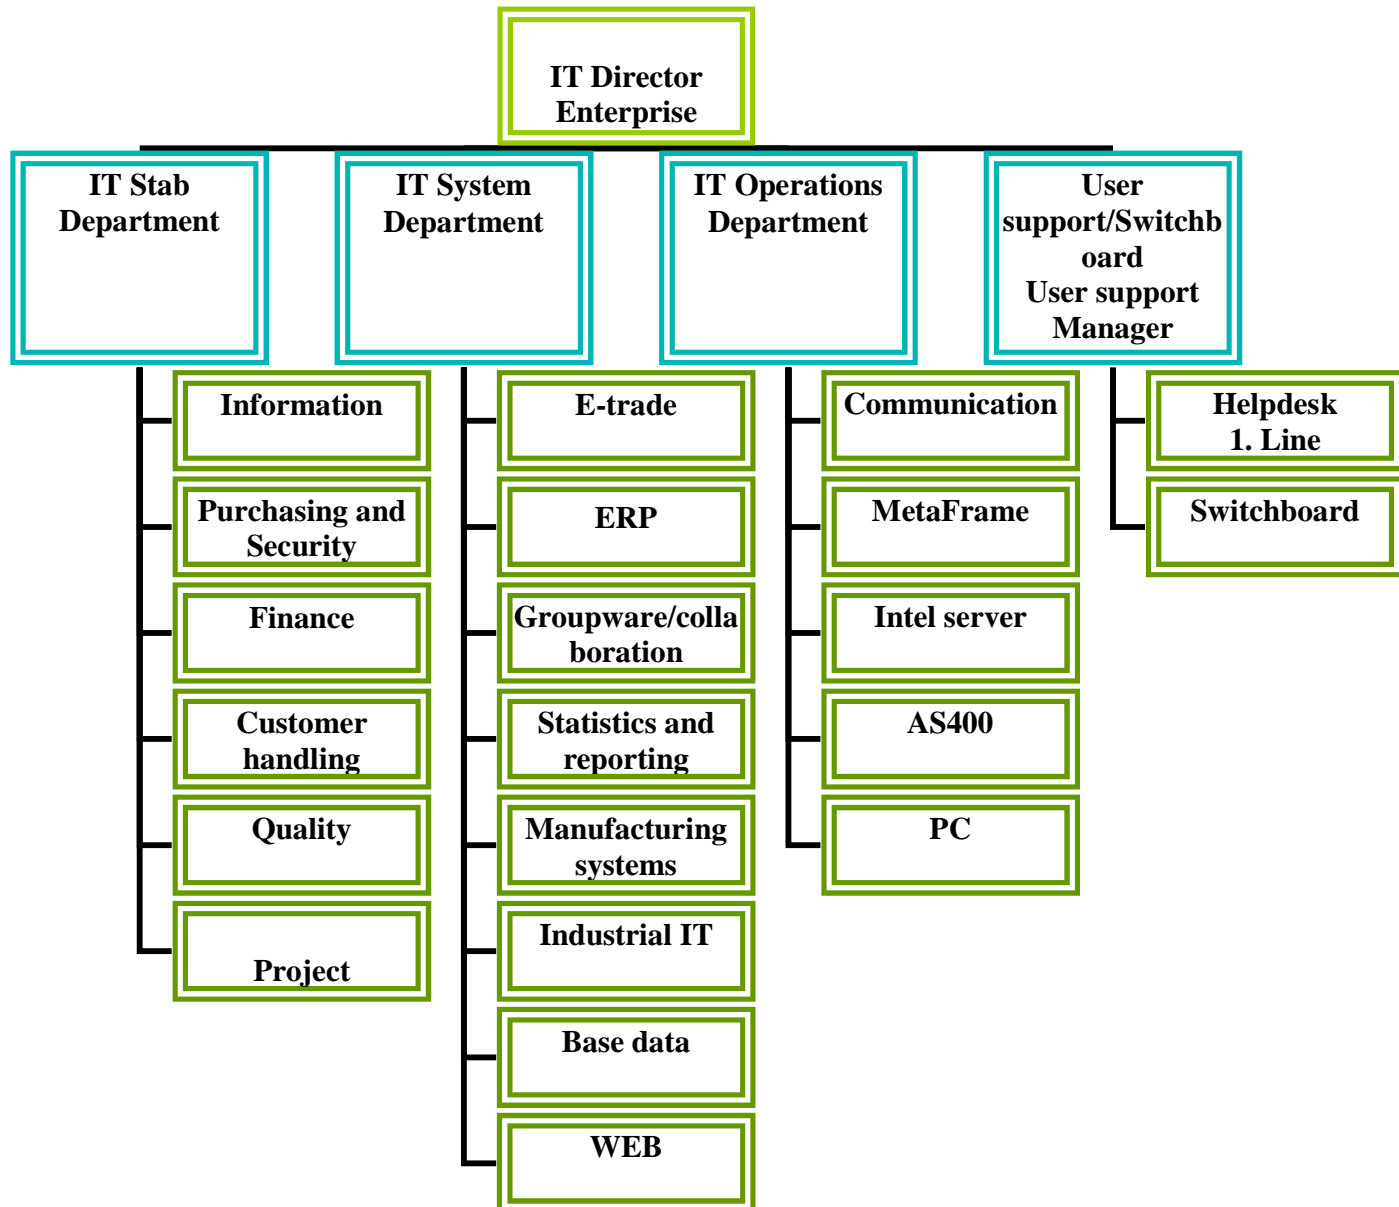 IT Director
Enterprise
IT Stab
Department
IT System
Department
IT Operations
Department
User
support/Switchb
oard
User support
Manager
Information
Purchasing and
Security
Finance
Customer
handling
Quality
Project
E-trade
ERP
Groupware/colla
boration
Statistics and
reporting
Manufacturing
systems
Industrial IT
Base data
WEB
Communication
MetaFrame
Intel server
AS400
PC
Helpdesk
1. Line
Switchboard